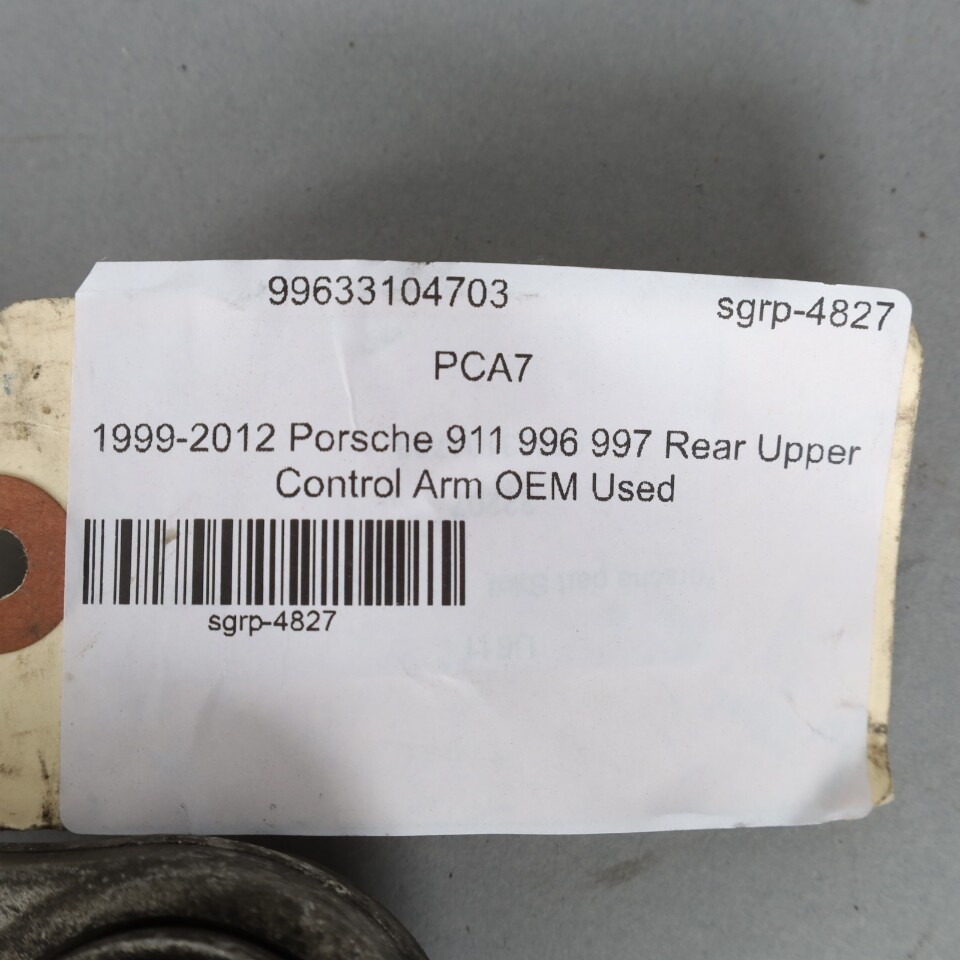 99633104703 sgrp-4827
PCA7
1999-2012 Porsche 911 996 997 Rear Upper
Control Arm OEM Used
sgrp-4827